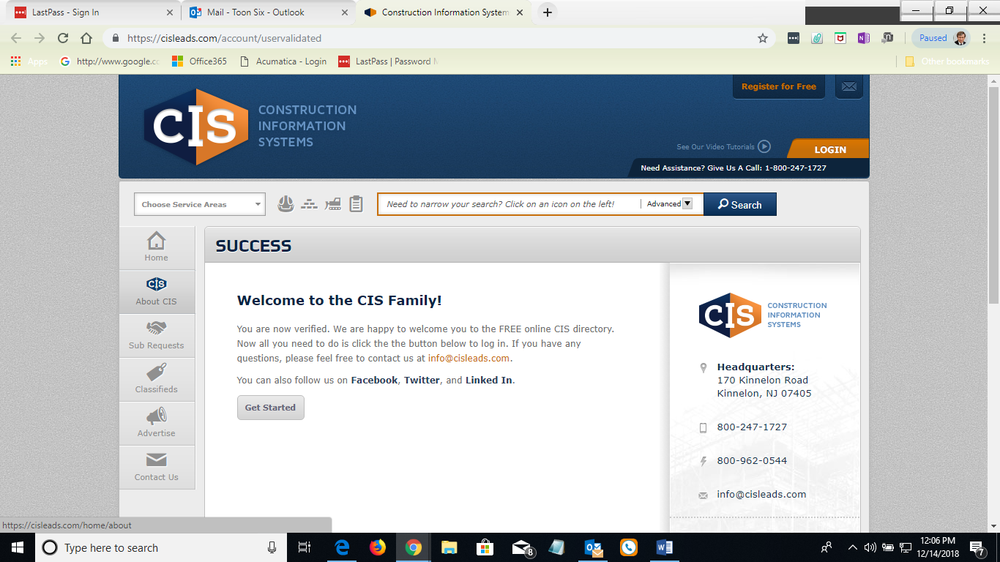 LastPass - Sign In
Mail - Toon Six - Outlook
Construction Information System
https://cisleads.com/account/uservalidated
Paused
Apps
http://www.google.cc
Office365
Acumatica - Login
LastPass | Password
Other bookmarks
Register for Free
CIS
CONSTRUCTION
INFORMATION
SYSTEMS
See Our Video Tutorials
LOGIN
Need Assistance? Give Us A Call: 1-800-247-1727
Choose Service Areas
Need to narrow your search? Click on an icon on the left!
Advanced
Search
Home
CIS
About CIS
Sub Requests
Classifieds
Advertise
Contact Us
SUCCESS
Welcome to the CIS Family!
You are now verified. We are happy to welcome you to the FREE online CIS directory.
Now all you need to do is click the the button below to log in. If you have any
questions, please feel free to contact us at info@cisleads.com.
You can also follow us on Facebook, Twitter, and Linked In.
Get Started
CIS
CONSTRUCTION
INFORMATION
SYSTEMS
Headquarters:
170 Kinnelon Road
Kinnelon, NJ 07405
800-247-1727
800-962-0544
info@cisleads.com
https://cisleads.com/home/about
Type here to search
8
12:06 PM
12/14/2018
7